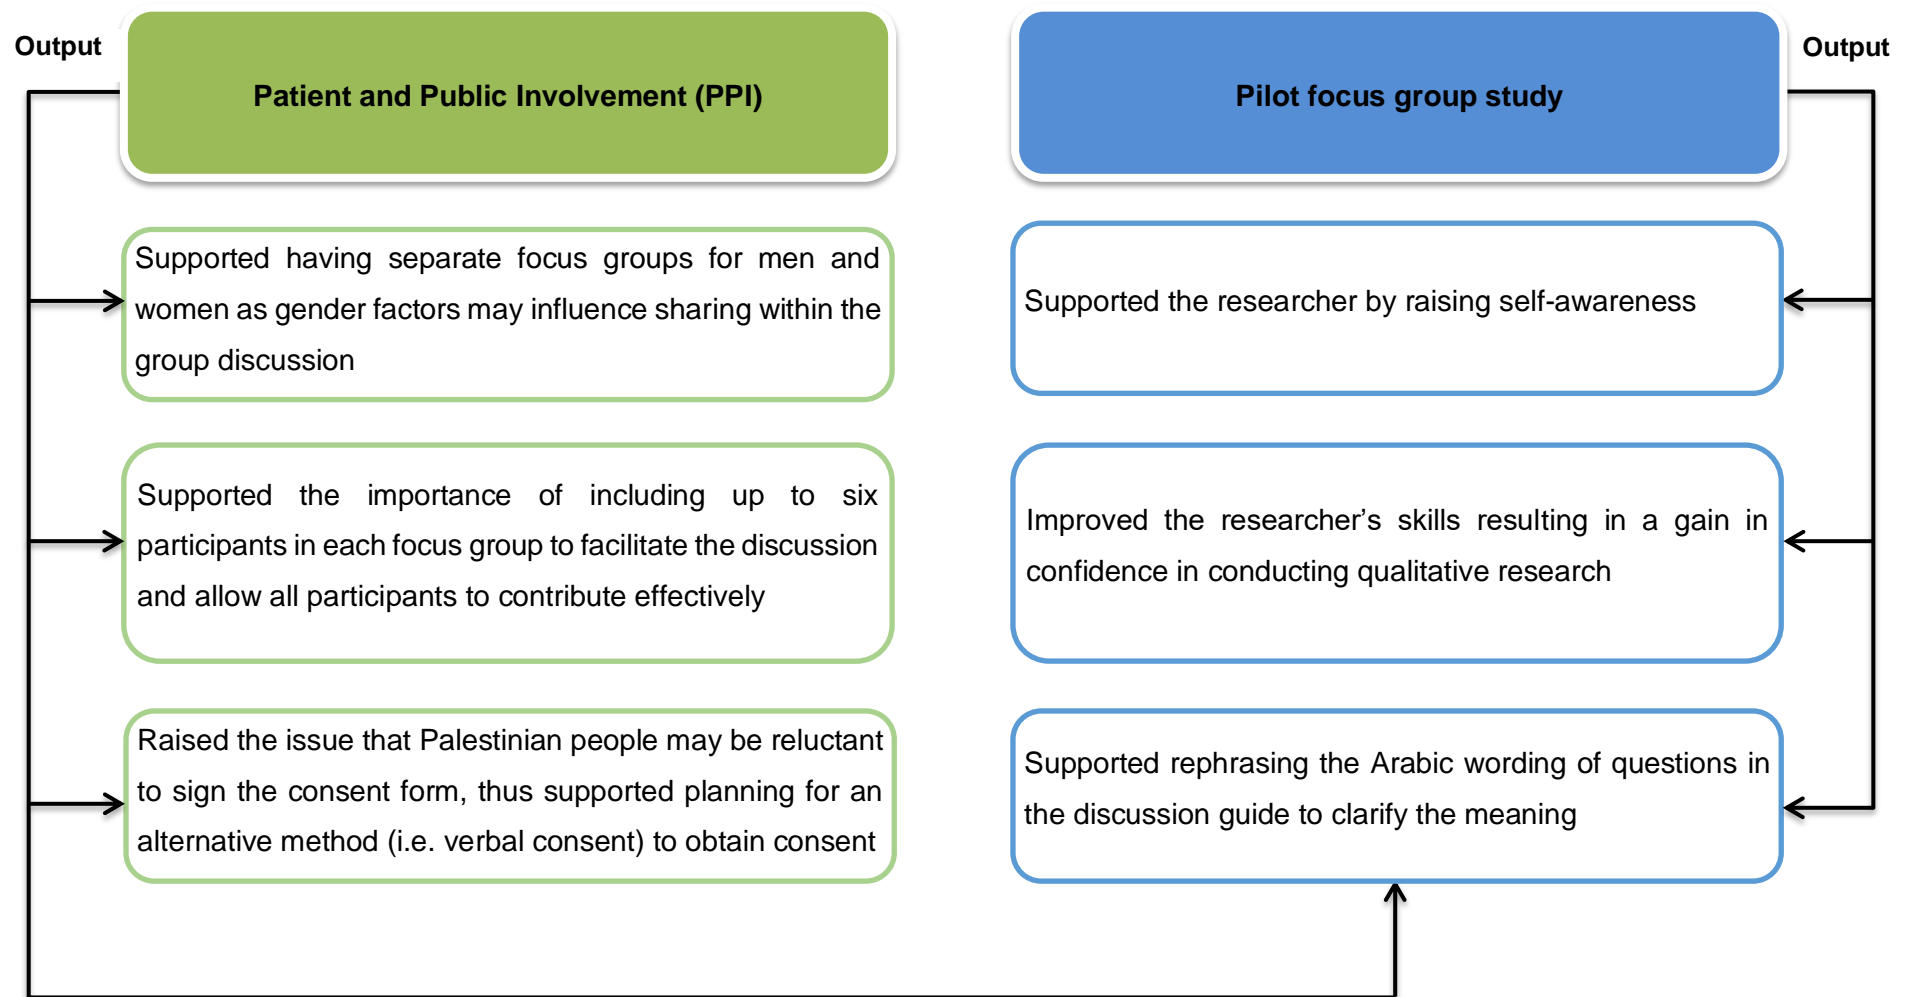 Output
Patient and Public Involvement (PPI)
Supported having separate focus groups for men and
women as gender factors may influence sharing within the
group discussion
Supported the importance of including up to six
participants in each focus group to facilitate the discussion
and allow all participants to contribute effectively
Raised the issue that Palestinian people may be reluctant
to sign the consent form, thus supported planning for an
alternative method (i.e. verbal consent) to obtain consent
Pilot focus group study
Output
Supported the researcher by raising self-awareness
Improved the researcher’s skills resulting in a gain in
confidence in conducting qualitative research
Supported rephrasing the Arabic wording of questions in
the discussion guide to clarify the meaning